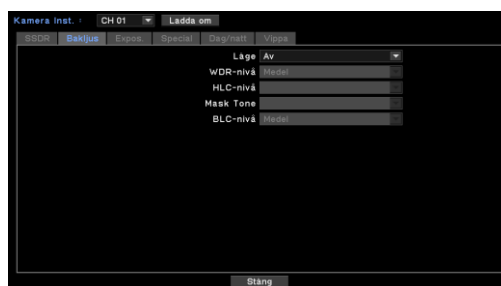 Kamera Inst. : CH 01 Ladda om
SSDR Bakljus Expos. Special Dag/natt Vippa
Läge Av
WDR-nivå Medel
HLC-nivå
Mask Tone
BLC-nivå Medel
Stäng